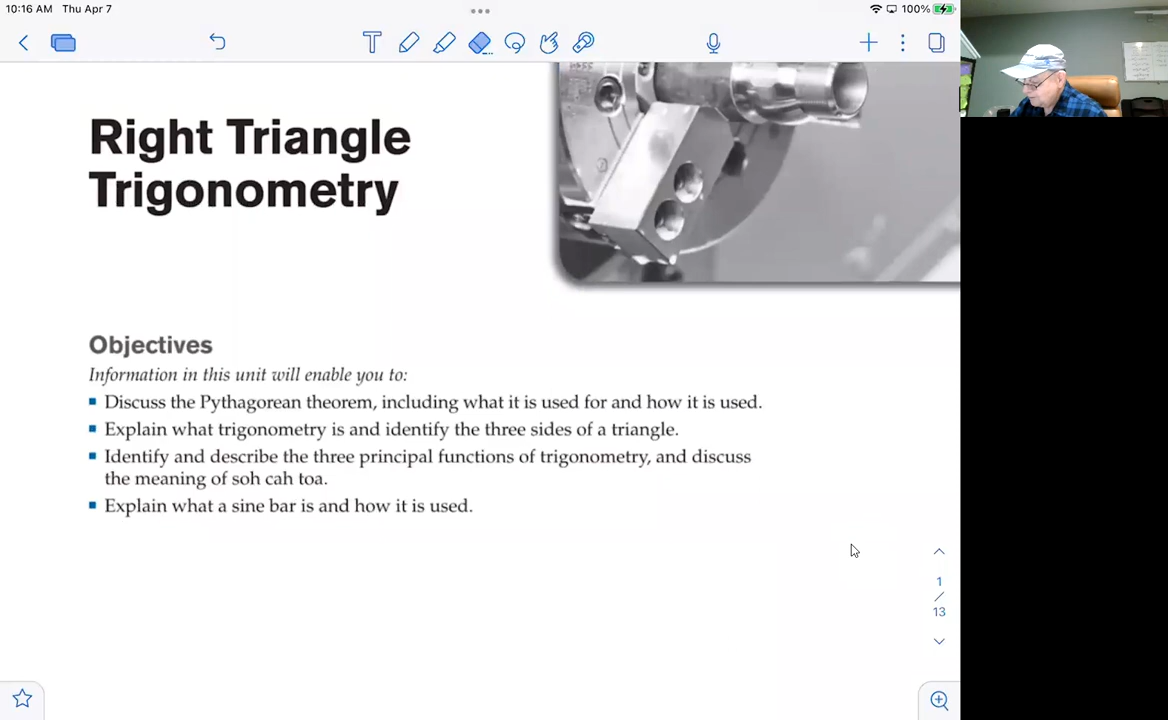 10:16 AM Thu Apr 7
100%
Right Triangle
Trigonometry
Objectives
Information in this unit will enable you to:
Discuss the Pythagorean theorem, including what it is used for and how it is used.
Explain what trigonometry is and identify the three sides of a triangle.
Identify and describe the three principal functions of trigonometry, and discuss
the meaning of soh cah toa.
Explain what a sine bar is and how it is used.
1
/
13